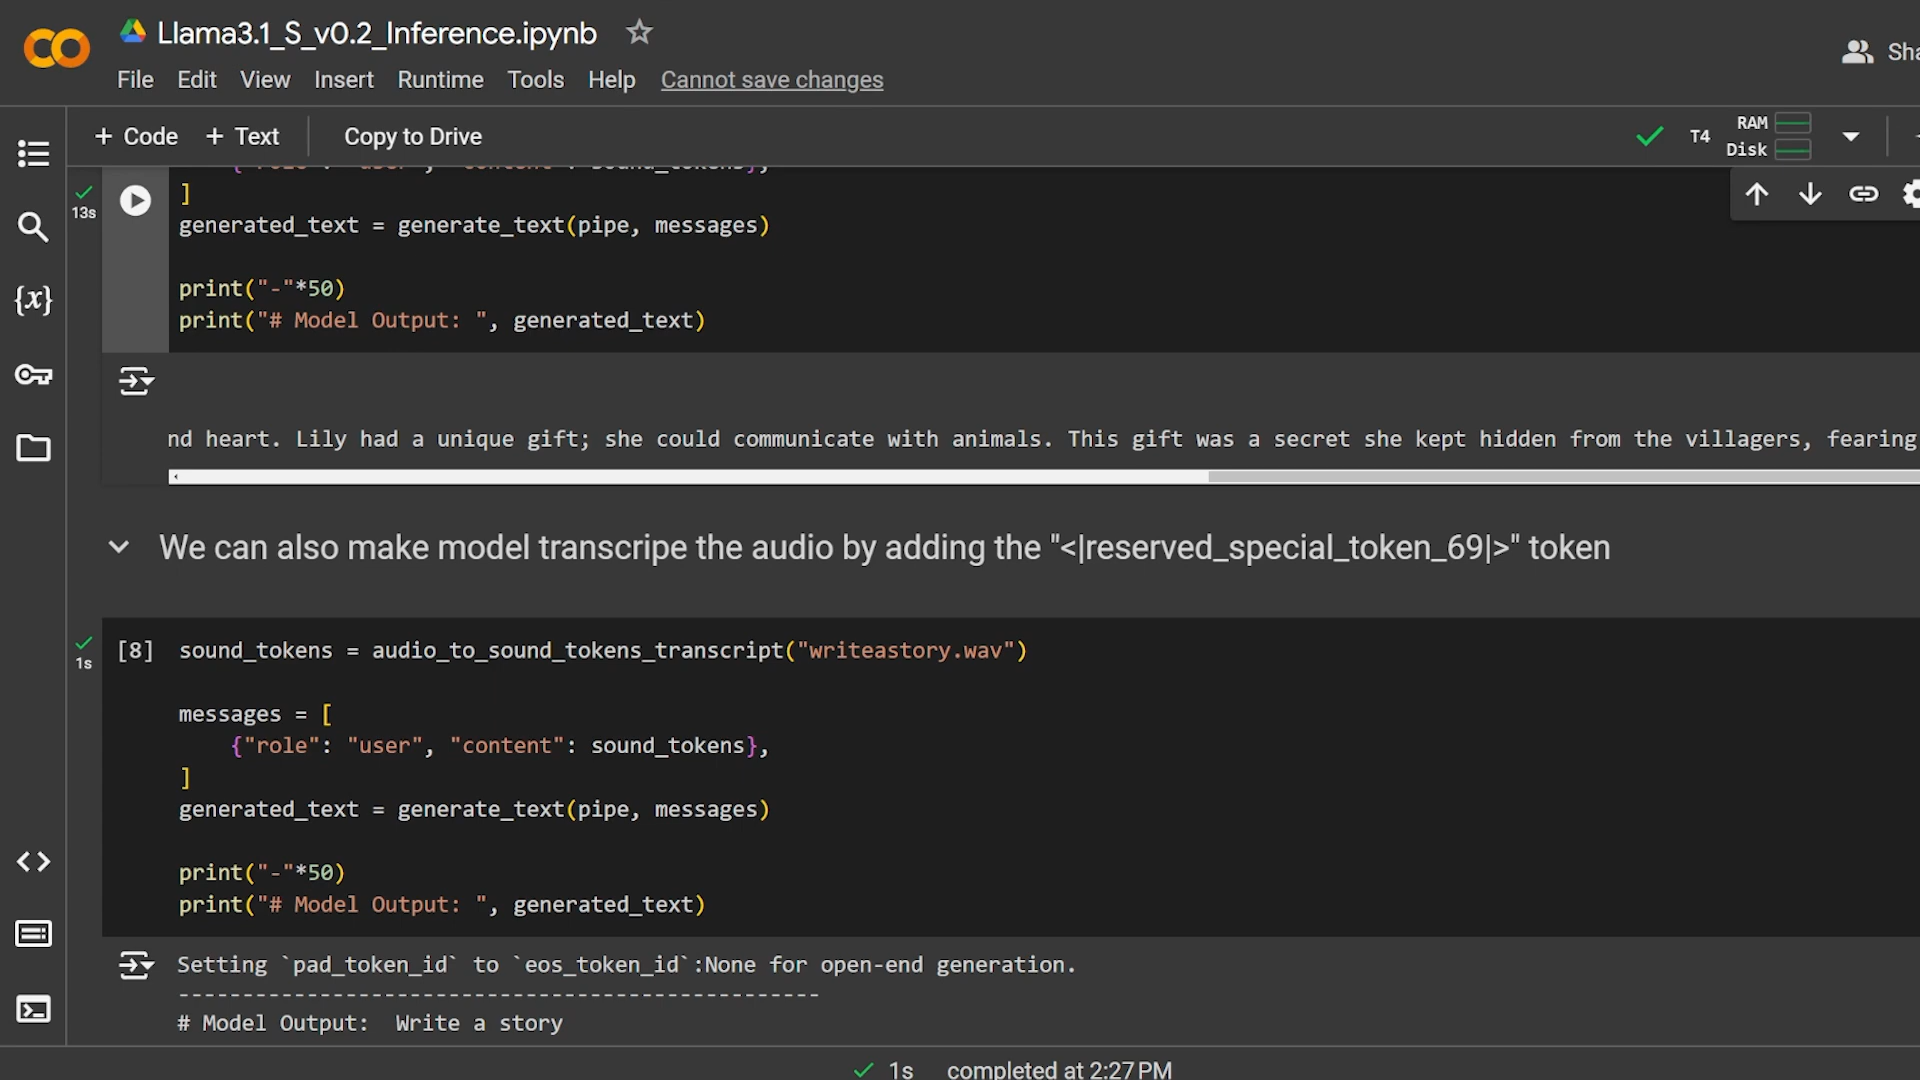 Llama3.1_S_v0.2_Inference.ipynb
File Edit View Insert Runtime Tools Help Cannot save changes
+ Code + Text Copy to Drive
T4 RAM
Disk
13s
]
generated_text = generate_text(pipe, messages)
print("-"*50)
print("# Model Output: ", generated_text)
nd heart. Lily had a unique gift; she could communicate with animals. This gift was a secret she kept hidden from the villagers, fearing
We can also make model transcripe the audio by adding the "<|reserved_special_token_69|>" token
1s
[8] sound_tokens = audio_to_sound_tokens_transcript("writeastory.wav")
messages = [
{"role": "user", "content": sound_tokens},
]
generated_text = generate_text(pipe, messages)
print("-"*50)
print("# Model Output: ", generated_text)
Setting `pad_token_id` to `eos_token_id`:None for open-end generation.
--------------------------------------------------
# Model Output:  Write a story
1s completed at 2:27 PM